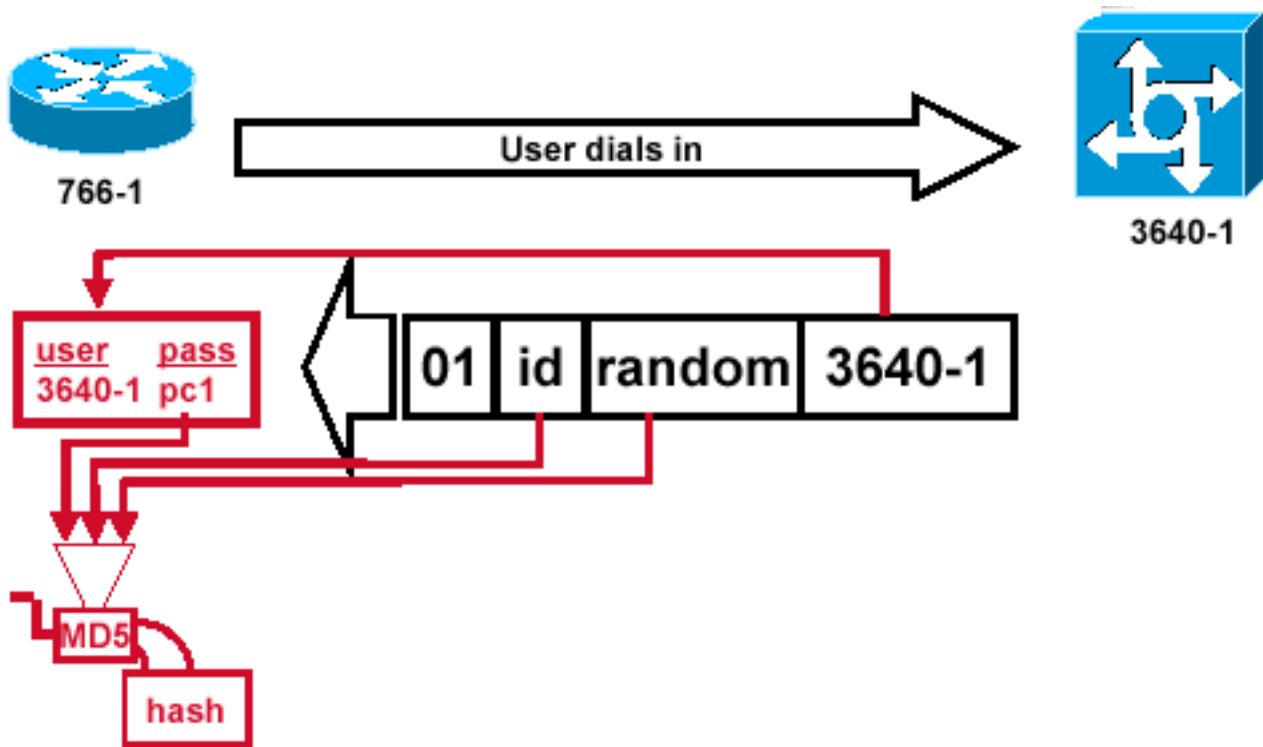 User dials in
766-1
3640-1
user pass
3640-1 pc1
01 id random 3640-1
MD5
hash